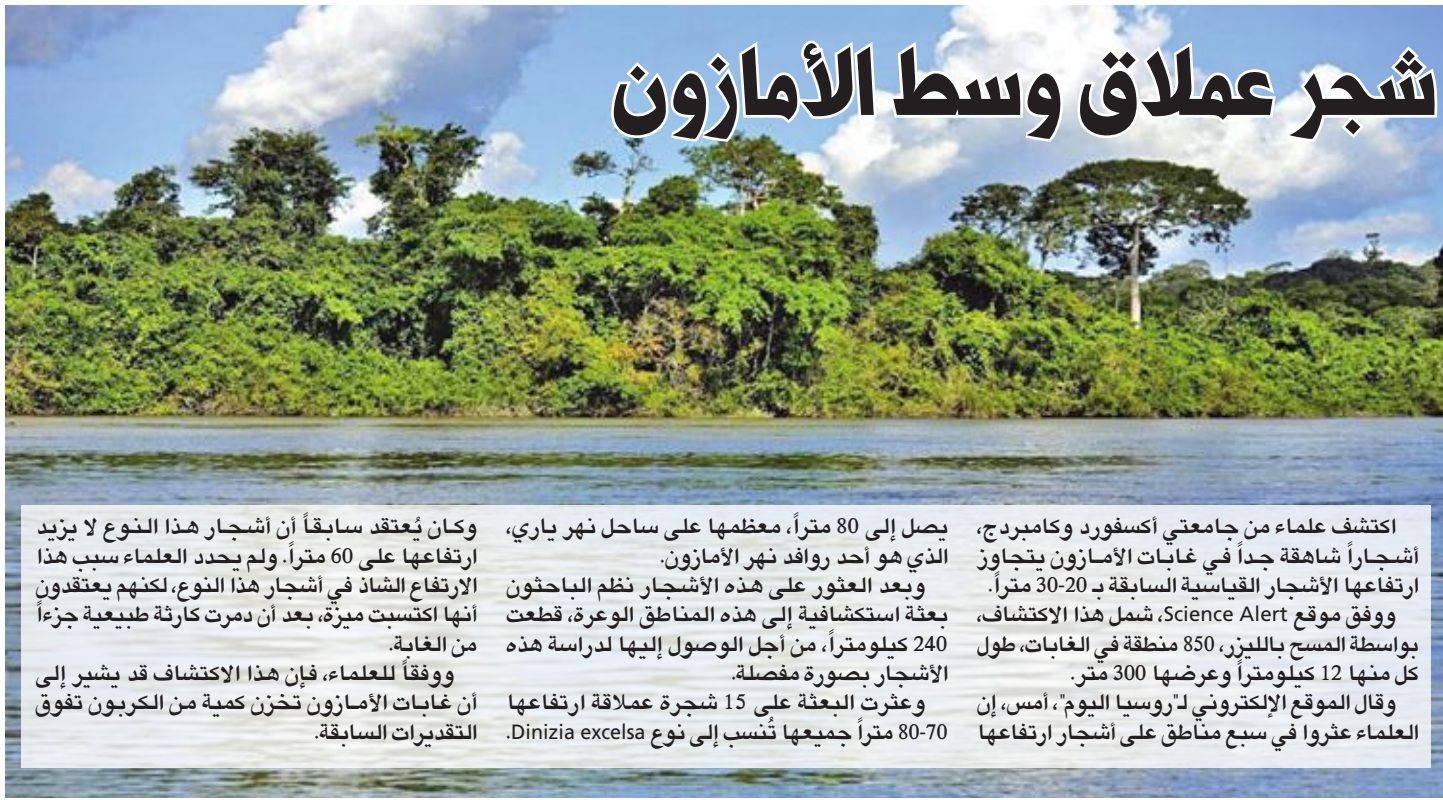 شجر عملاق وسط الأمازون
اكتشف علماء من جامعتي أكسفورد وكامبردج،
أشجاراً شاهقة جداً في غابات الأمازون يتجاوز
ارتفاعها الأشجار القياسية السابقة بـ 20-30 متراً.
ووفق موقع Science Alert، شمل هذا الاكتشاف،
بواسطة المسح بالليزر، 850 منطقة في الغابات، طول
كل منها 12 كيلومتراً وعرضها 300 متر.
وقال الموقع الإلكتروني لـ"روسيا اليوم"، أمس، إن
العلماء عثروا في سبع مناطق على أشجار ارتفاعها
يصل إلى 80 متراً، معظمها على ساحل نهر ياري،
الذي هو أحد روافد نهر الأمازون.
وبعد العثور على هذه الأشجار نظم الباحثون
بعثة استكشافية إلى هذه المناطق الوعرة، قطعت
240 كيلومتراً، من أجل الوصول إليها لدراسة هذه
الأشجار بصورة مفصلة.
وعثرت البعثة على 15 شجرة عملاقة ارتفاعها
70-80 متراً جميعها تُنسب إلى نوع Dinizia excelsa.
وكان يُعتقد سابقاً أن أشجار هذا النوع لا يزيد
ارتفاعها على 60 متراً. ولم يحدد العلماء سبب هذا
الارتفاع الشاذ في أشجار هذا النوع، لكنهم يعتقدون
أنها اكتسبت ميزة، بعد أن دمرت كارثة طبيعية جزءاً
من الغابة.
ووفقاً للعلماء، فإن هذا الاكتشاف قد يشير إلى
أن غابات الأمازون تخزن كمية من الكربون تفوق
التقديرات السابقة.